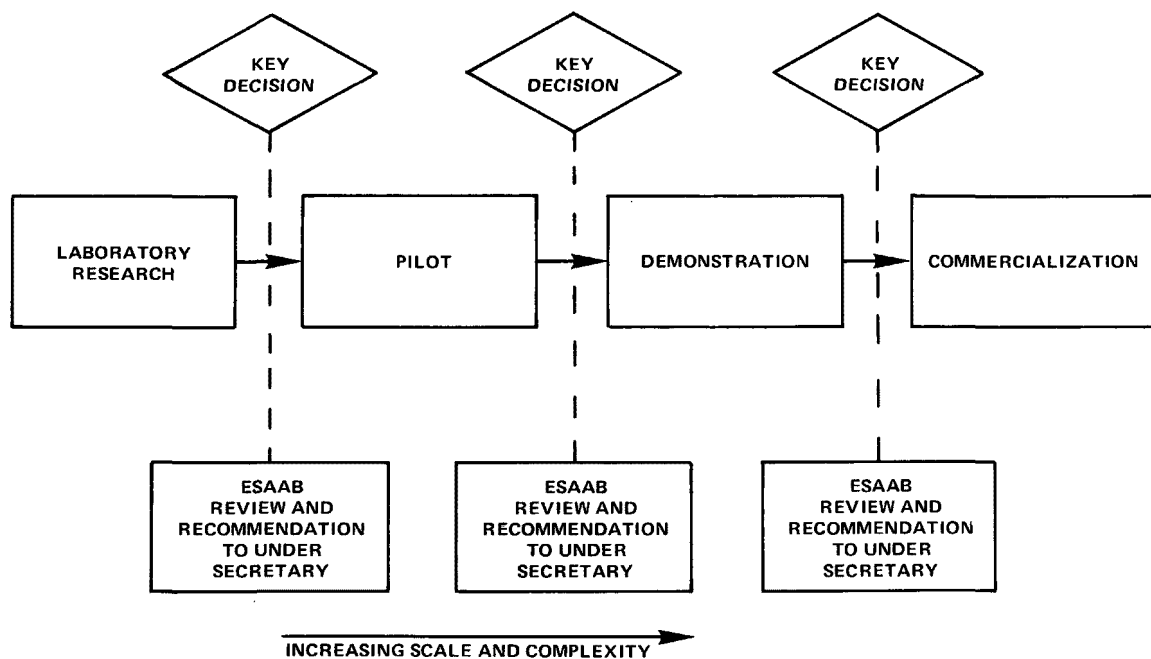 KEY
DECISION
KEY
DECISION
KEY
DECISION
LABORATORY
RESEARCH
PILOT
DEMONSTRATION
COMMERCIALIZATION
ESAAB
REVIEW AND
RECOMMENDATION
TO UNDER
SECRETARY
ESAAB
REVIEW AND
RECOMMENDATION
TO UNDER
SECRETARY
ESAAB
REVIEW AND
RECOMMENDATION
TO UNDER
SECRETARY
INCREASING SCALE AND COMPLEXITY